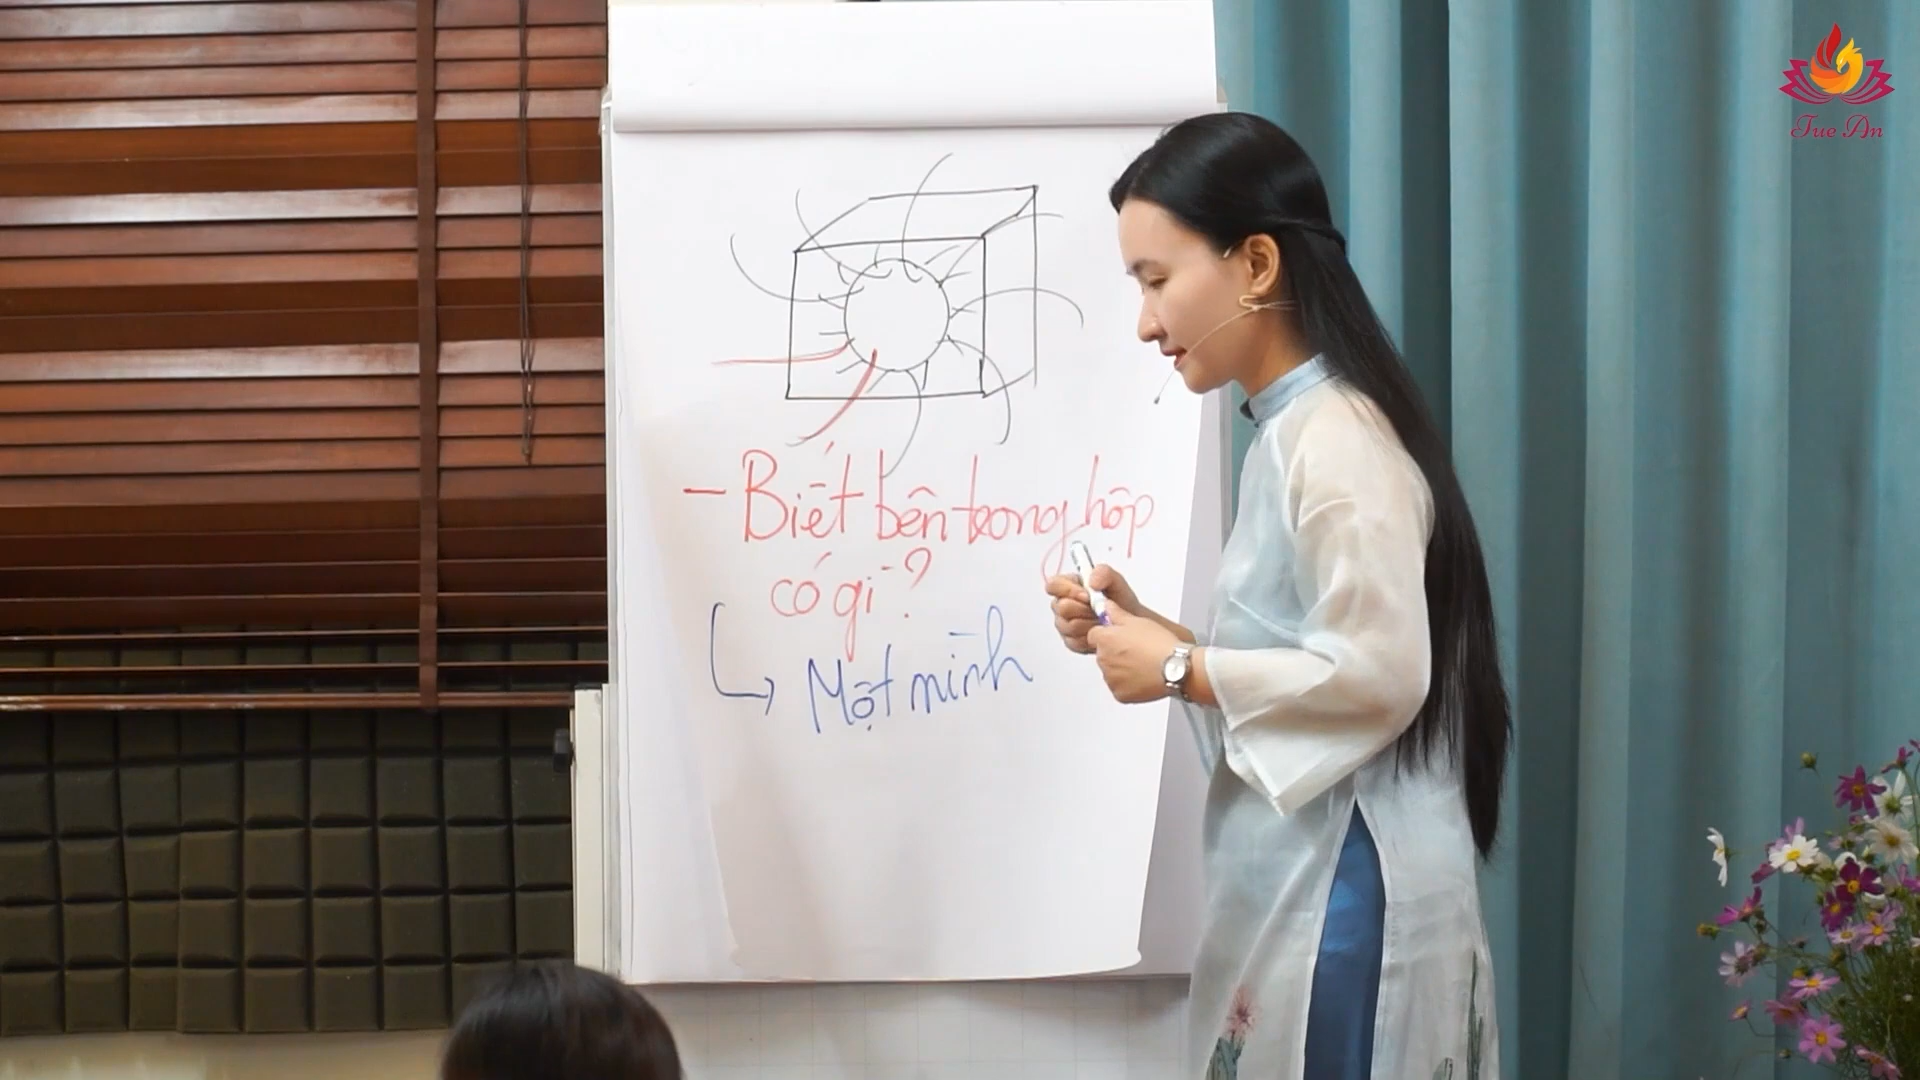 Tue An
- Biết bên trong hộp
có gì?
Một mình